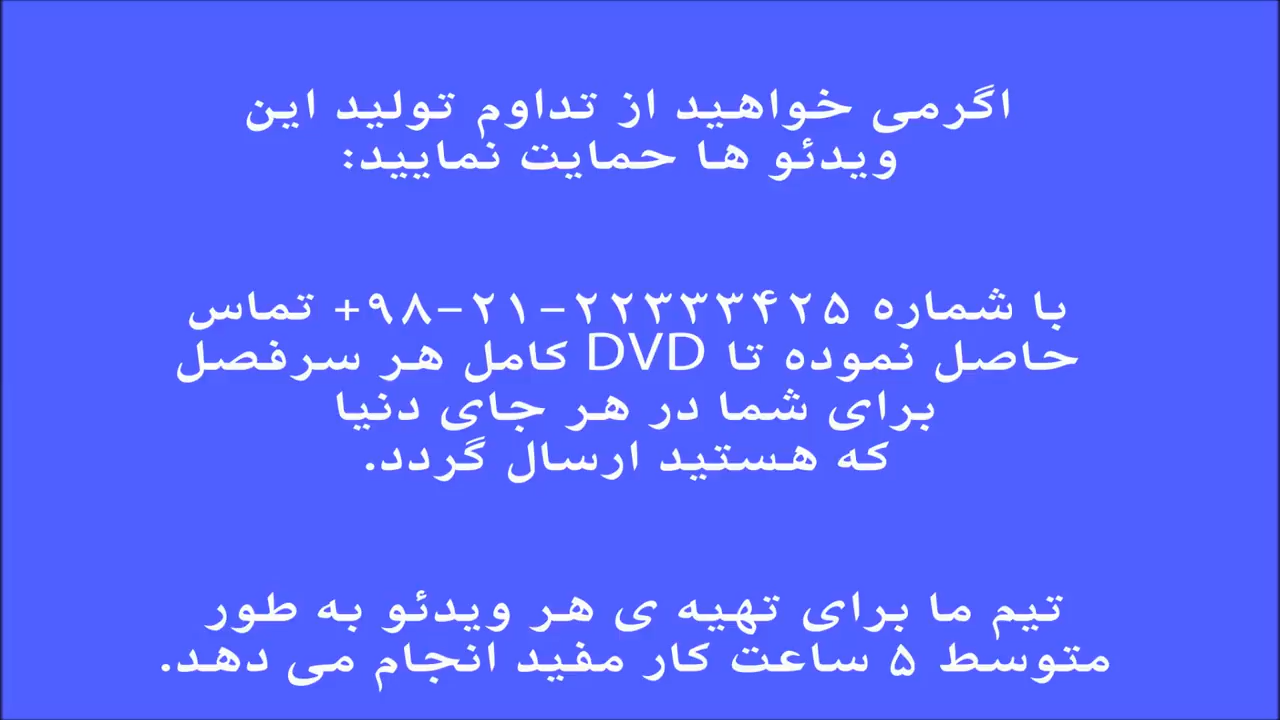 اگرمی خواهید از تداوم تولید این
ویدئو ها حمایت نمایید:
با شماره ۲۲۳۳۳۴۲۵-۲۱-۹۸+ تماس
حاصل نموده تا DVD کامل هر سرفصل
برای شما در هر جای دنیا
که هستید ارسال گردد.
تیم ما برای تهیه ی هر ویدئو به طور
متوسط ۵ ساعت کار مفید انجام می دهد.